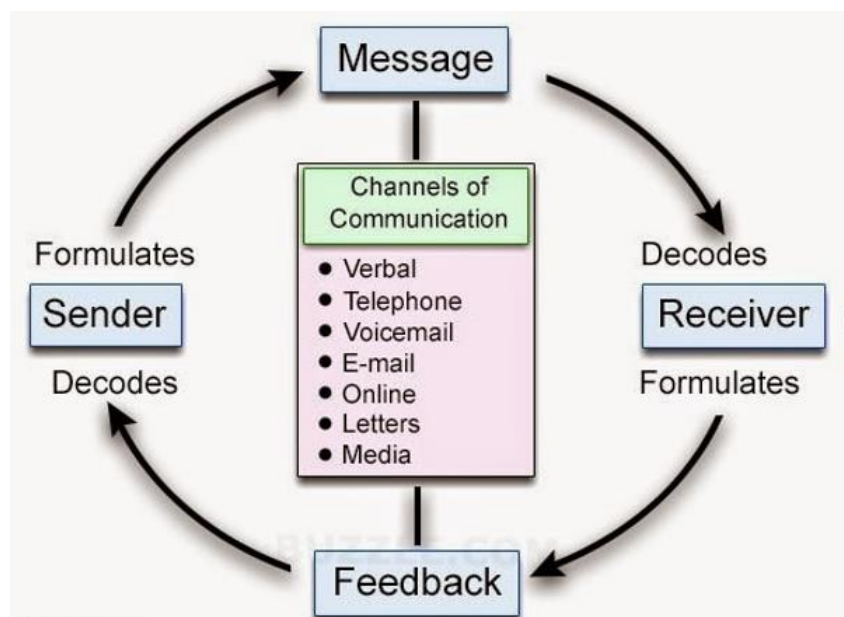 Message
Channels of
Communication
Formulates
Sender
Decodes
• Verbal
• Telephone
• Voicemail
• E-mail
• Online
• Letters
• Media
Decodes
Receiver
Formulates
Feedback